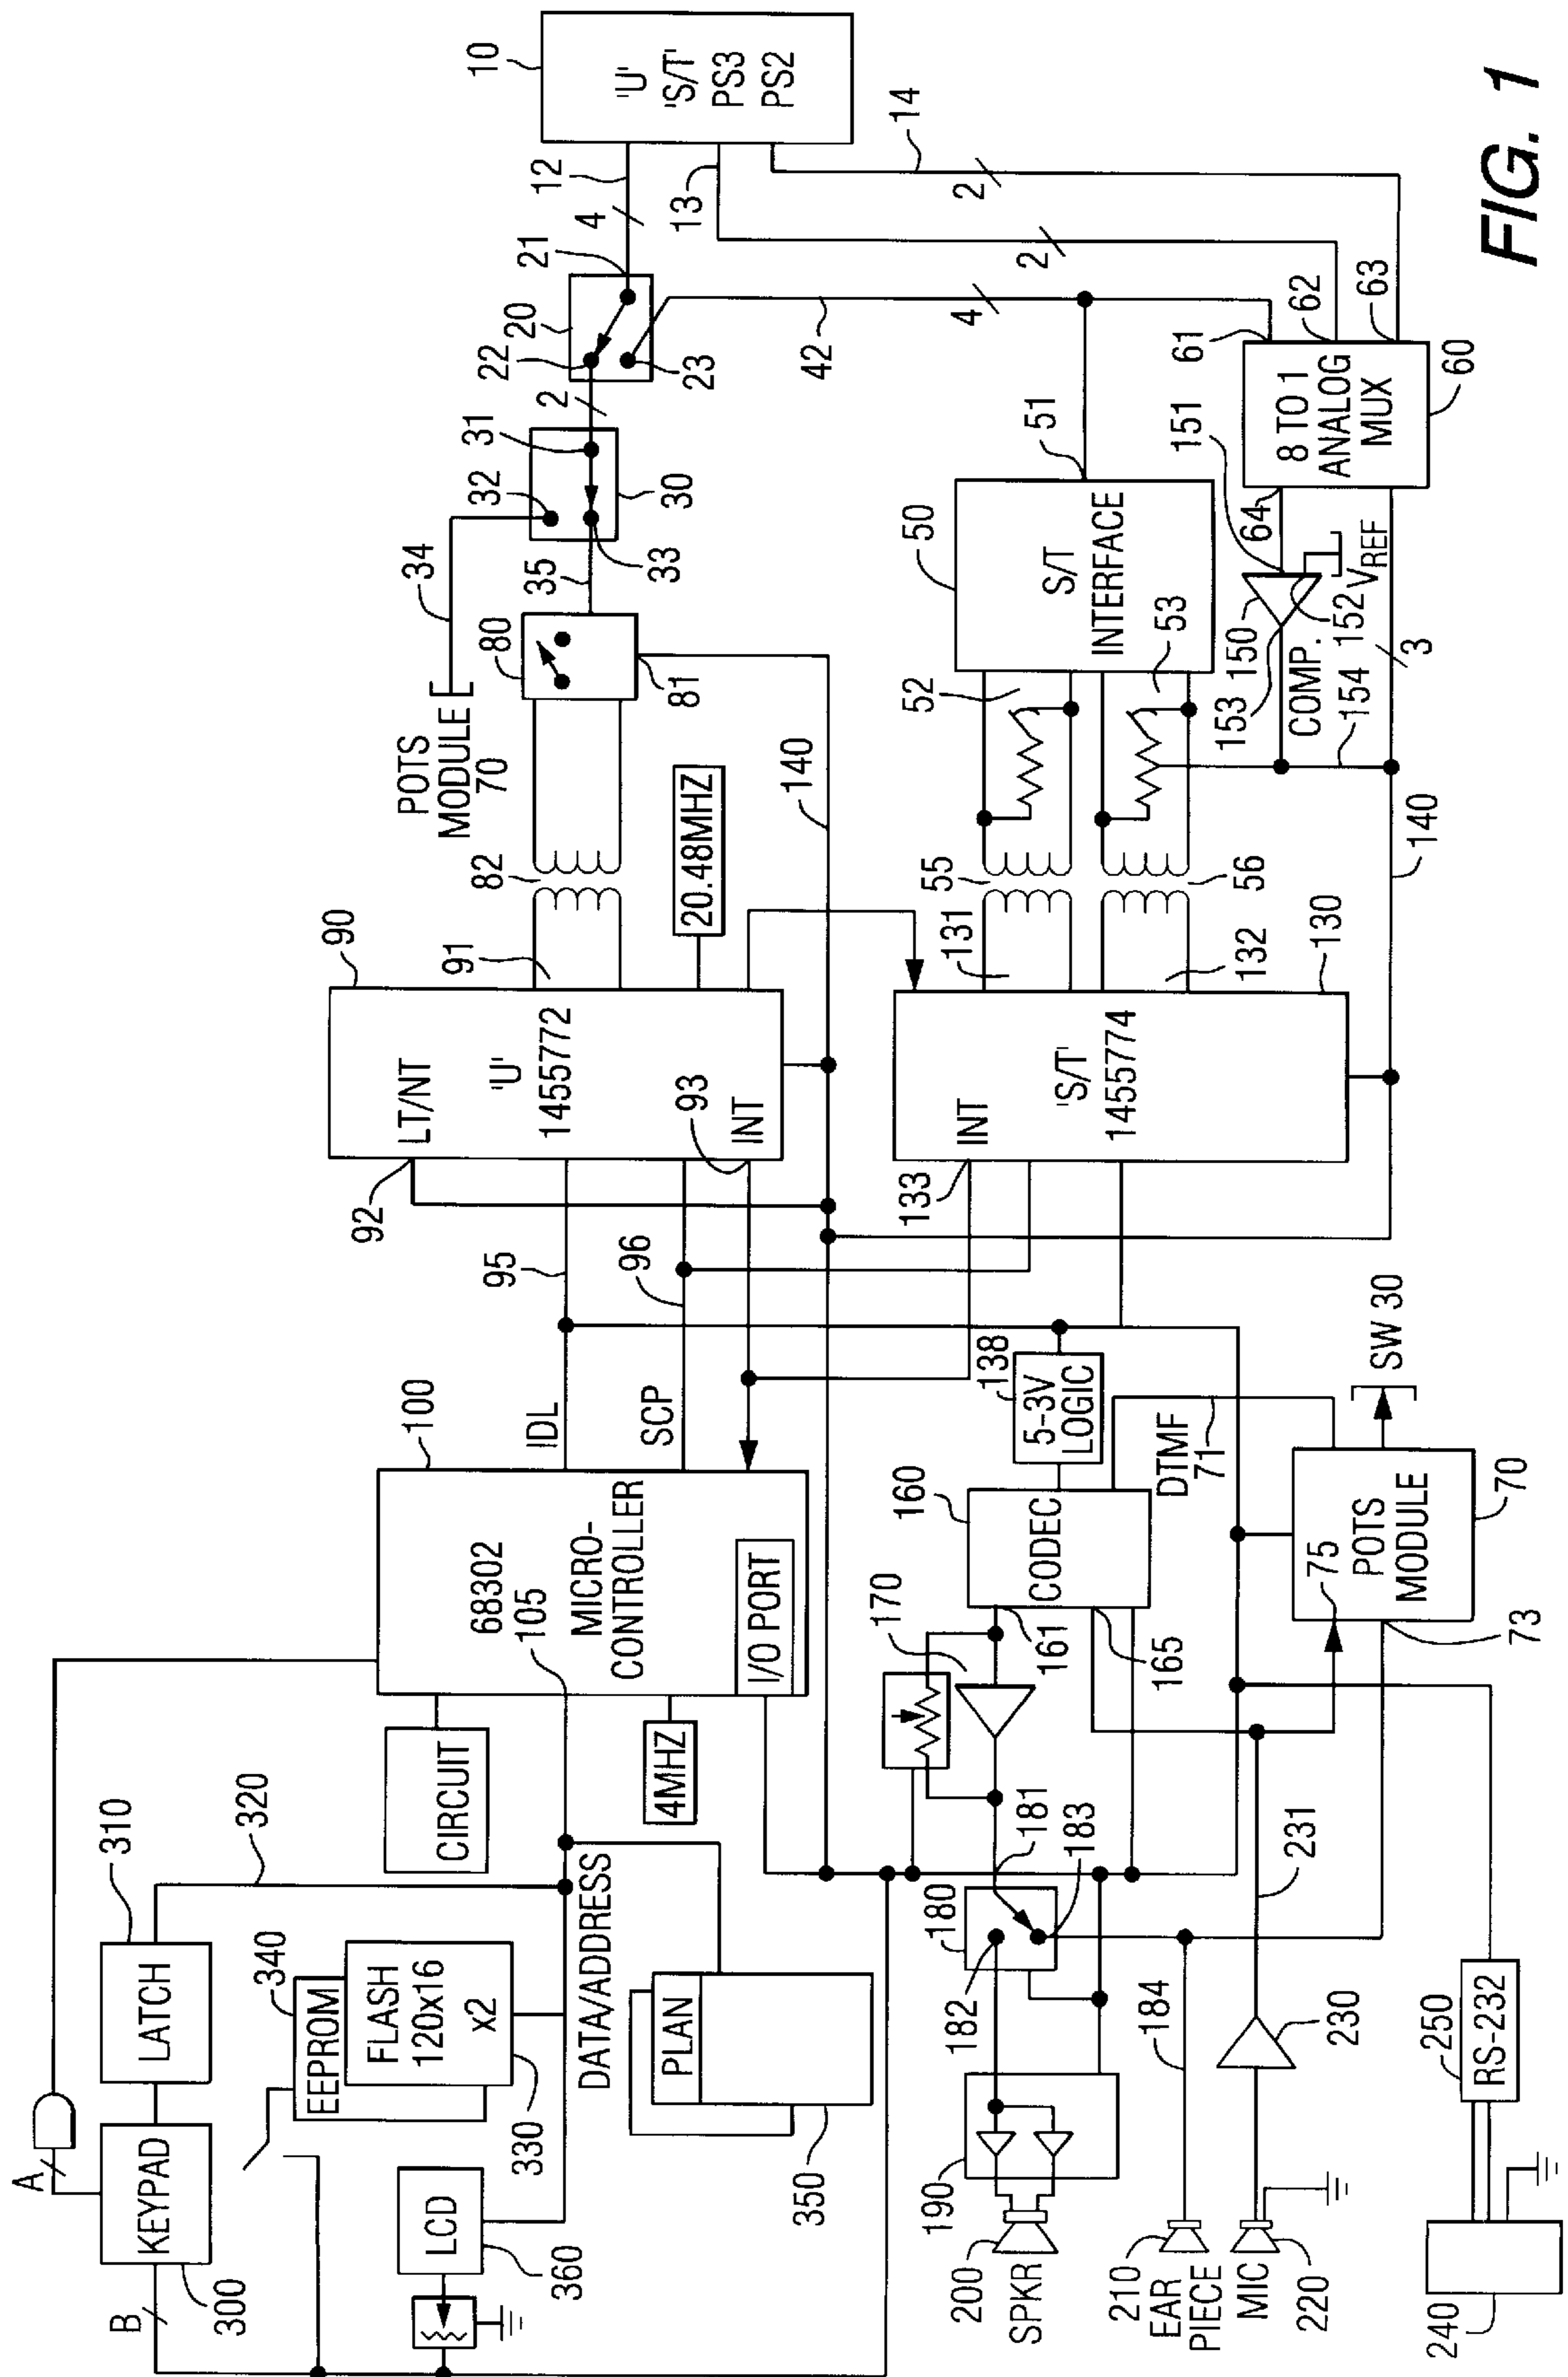 A
B
KEYPAD
300
LATCH
310
320
EEPROM
340
FLASH
120x16
x2
330
LCD
360
DATA/ADDRESS
PLAN
350
CIRCUIT
4MHZ
100
68302
105
MICRO-
CONTROLLER
I/O PORT
IDL
SCP
95
96
90
LT/NT
92
'U'
1455772
93
INT
91
82
20.48MHZ
80
81
POTS
MODULE
70
34
35
32
31
33
30
2
22
20
21
23
4
12
10
'U'
'S/T'
PS3
PS2
13
14
2
2
42
4
140
50
S/T
INTERFACE
51
52
53
55
56
131
132
130
INT
133
'S/T'
1455774
140
61
62
63
8 TO 1
ANALOG
MUX
60
64
151
150
152
VREF
153
COMP.
154
3
138
5-3V
LOGIC
160
CODEC
161
165
170
DTMF
71
SW 30
75
POTS
MODULE
70
73
180
181
182
183
184
190
200
SPKR
210
EAR
PIECE
MIC
220
230
231
240
250
RS-232
FIG. 1